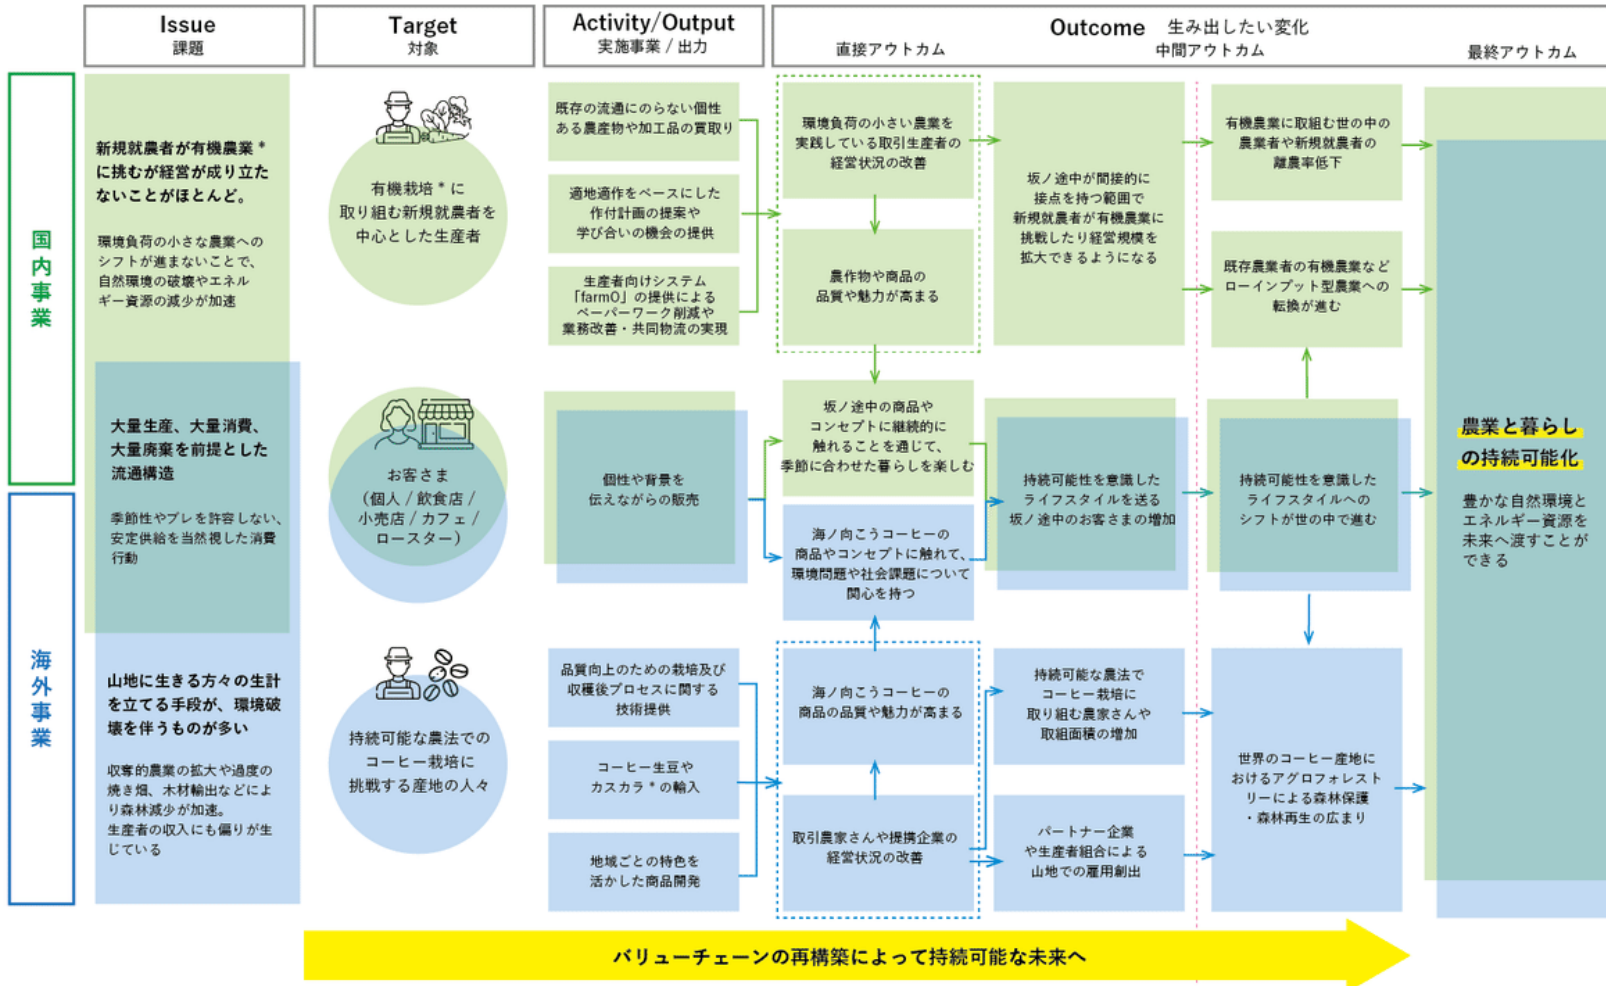 Issue
課題
Target
対象
Activity/Output
実施事業 / 出力
Outcome 生み出したい変化
直接アウトカム
中間アウトカム
最終アウトカム
国内事業
新規就農者が有機農業*
に挑むが経営が成り立た
ないことがほとんど。
環境負荷の小さな農業への
シフトが進まないことで、
自然環境の破壊やエネル
ギー資源の減少が加速
有機栽培*に
取り組む新規就農者を
中心とした生産者
既存の流通にのらない個性
ある農産物や加工品の買取り
適地適作をベースにした
作付計画の提案や
学び合いの機会の提供
生産者向けシステム
「farmO」の提供による
ペーパーワーク削減や
業務改善・共同物流の実現
環境負荷の小さい農業を
実践している取引生産者の
経営状況の改善
農作物や商品の
品質や魅力が高まる
坂ノ途中が間接的に
接点を持つ範囲で
新規就農者が有機農業に
挑戦したり経営規模を
拡大できるようになる
有機農業に取組む世の中の
農業者や新規就農者の
離農率低下
既存農業者の有機農業など
ローインプット型農業への
転換が進む
大量生産、大量消費、
大量廃棄を前提とした
流通構造
季節性やブレを許容しない、
安定供給を当然視した消費
行動
お客さま
（個人 / 飲食店 /
小売店 / カフェ /
ロースター）
個性や背景を
伝えながらの販売
坂ノ途中の商品や
コンセプトに継続的に
触れることを通じて、
季節に合わせた暮らしを楽しむ
海ノ向こうコーヒーの
商品やコンセプトに触れて、
環境問題や社会課題について
関心を持つ
持続可能性を意識した
ライフスタイルを送る
坂ノ途中のお客さまの増加
持続可能性を意識した
ライフスタイルへの
シフトが世の中で進む
農業と暮らし
の持続可能化
豊かな自然環境と
エネルギー資源を
未来へ渡すことが
できる
海外事業
山地に生きる方々の生計
を立てる手段が、環境破
壊を伴うものが多い
収奪的農業の拡大や過度の
焼き畑、木材輸出などによ
り森林減少が加速。
生産者の収入にも偏りが生
じている
持続可能な農法での
コーヒー栽培に
挑戦する産地の人々
品質向上のための栽培及び
収穫後プロセスに関する
技術提供
コーヒー生豆や
カスカラ*の輸入
地域ごとの特色を
活かした商品開発
海ノ向こうコーヒーの
商品の品質や魅力が高まる
取引農家さんや提携企業の
経営状況の改善
持続可能な農法で
コーヒー栽培に
取り組む農家さんや
取組面積の増加
パートナー企業
や生産者組合による
山地での雇用創出
世界のコーヒー産地に
おけるアグロフォレスト
リーによる森林保護
・森林再生の広まり
バリューチェーンの再構築によって持続可能な未来へ